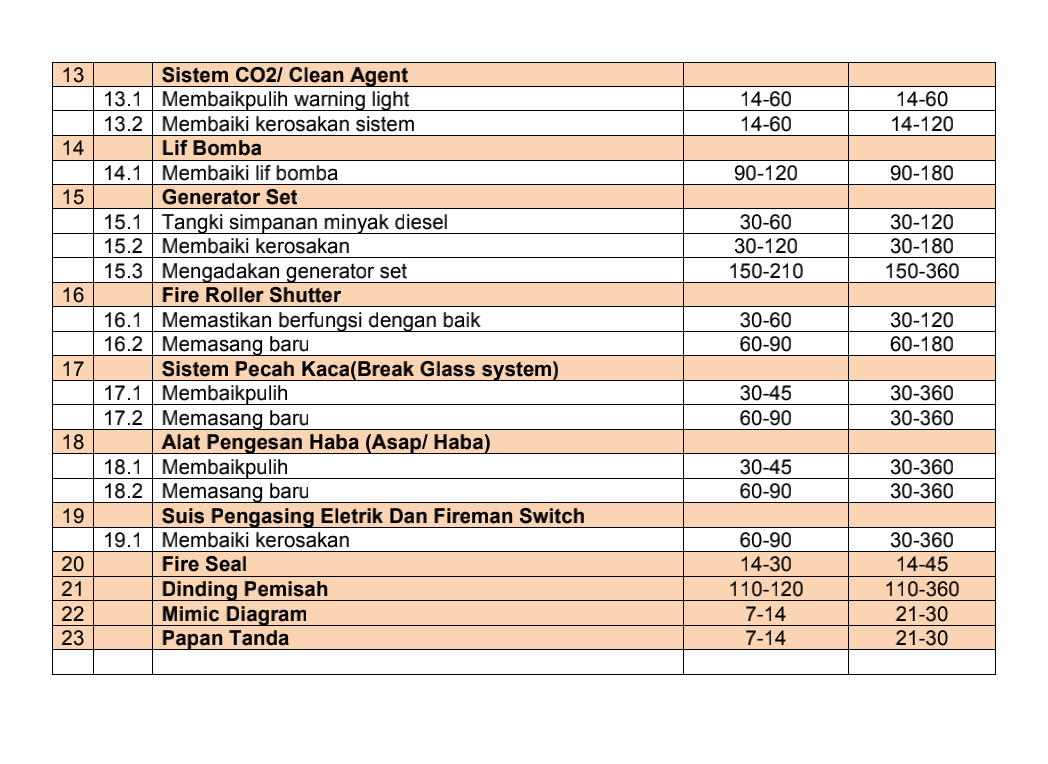 13 Sistem CO2/ Clean Agent
13.1 Membaikpulih warning light 14-60 14-60
13.2 Membaiki kerosakan sistem 14-60 14-120
14 Lif Bomba
14.1 Membaiki lif bomba 90-120 90-180
15 Generator Set
15.1 Tangki simpanan minyak diesel 30-60 30-120
15.2 Membaiki kerosakan 30-120 30-180
15.3 Mengadakan generator set 150-210 150-360
16 Fire Roller Shutter
16.1 Memastikan berfungsi dengan baik 30-60 30-120
16.2 Memasang baru 60-90 60-180
17 Sistem Pecah Kaca(Break Glass system)
17.1 Membaikpulih 30-45 30-360
17.2 Memasang baru 60-90 30-360
18 Alat Pengesan Haba (Asap/ Haba)
18.1 Membaikpulih 30-45 30-360
18.2 Memasang baru 60-90 30-360
19 Suis Pengasing Eletrik Dan Fireman Switch
19.1 Membaiki kerosakan 60-90 30-360
20 Fire Seal 14-30 14-45
21 Dinding Pemisah 110-120 110-360
22 Mimic Diagram 7-14 21-30
23 Papan Tanda 7-14 21-30